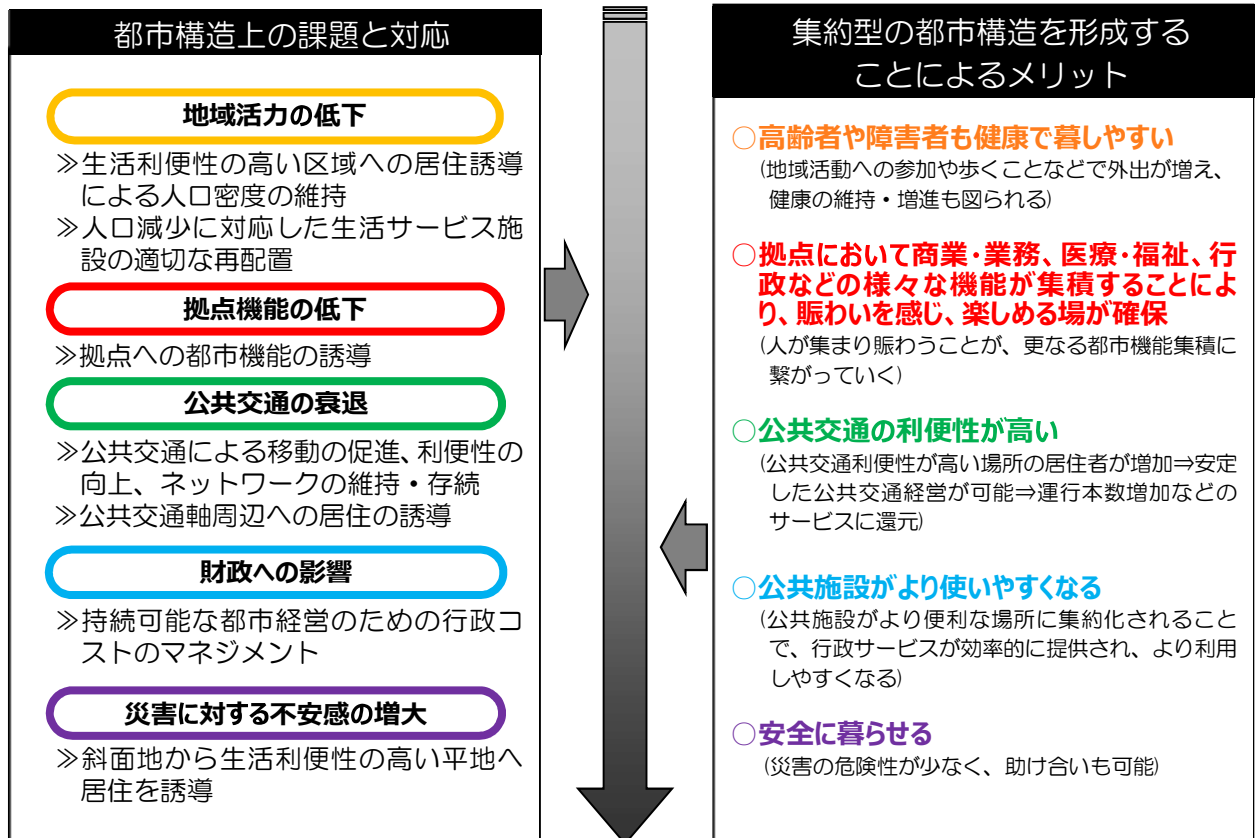 都市構造上の課題と対応
地域活力の低下
≫生活利便性の高い区域への居住誘導
による人口密度の維持
≫人口減少に対応した生活サービス施
設の適切な再配置
拠点機能の低下
≫拠点への都市機能の誘導
公共交通の衰退
≫公共交通による移動の促進、利便性の
向上、ネットワークの維持・存続
≫公共交通軸周辺への居住の誘導
財政への影響
≫持続可能な都市経営のための行政コ
ストのマネジメント
災害に対する不安感の増大
≫斜面地から生活利便性の高い平地へ
居住を誘導
集約型の都市構造を形成する
ことによるメリット
○高齢者や障害者も健康で暮しやすい
(地域活動への参加や歩くことなどで外出が増え、
健康の維持・増進も図られる)
○拠点において商業・業務、医療・福祉、行
政などの様々な機能が集積することによ
り、賑わいを感じ、楽しめる場が確保
(人が集まり賑わうことが、更なる都市機能集積に
繋がっていく)
○公共交通の利便性が高い
(公共交通利便性が高い場所の居住者が増加⇒安定
した公共交通経営が可能⇒運行本数増加などの
サービスに還元)
○公共施設がより使いやすくなる
(公共施設がより便利な場所に集約化されること
で、行政サービスが効率的に提供され、より利用
しやすくなる)
○安全に暮らせる
(災害の危険性が少なく、助け合いも可能)